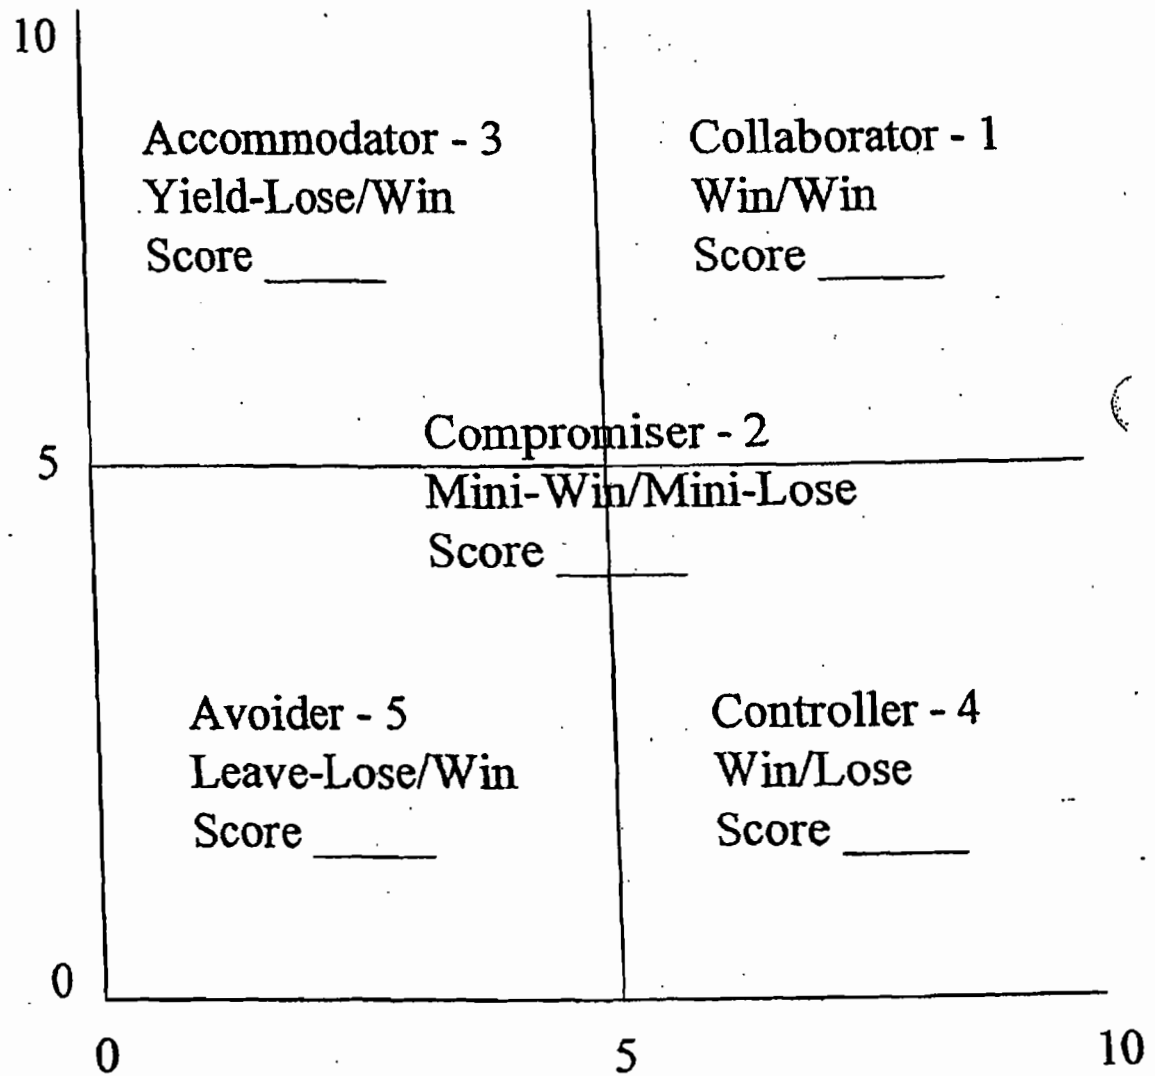 10
Accommodator - 3
Yield-Lose/Win
Score _____
Collaborator - 1
Win/Win
Score _____
5
Compromiser - 2
Mini-Win/Mini-Lose
Score _____
Avoider - 5
Leave-Lose/Win
Score _____
Controller - 4
Win/Lose
Score _____
0
0 5 10